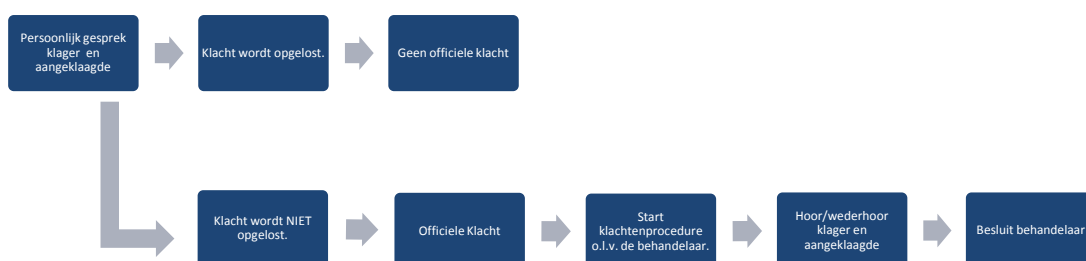 Persoonlijk gesprek
klager en
aangeklaagde
Klacht wordt opgelost.
Geen officiele klacht
Klacht wordt NIET
opgelost.
Officiele Klacht
Start
klachtenprocedure
o.l.v. de behandelaar.
Hoor/wederhoor
klager en
aangeklaagde
Besluit behandelaar